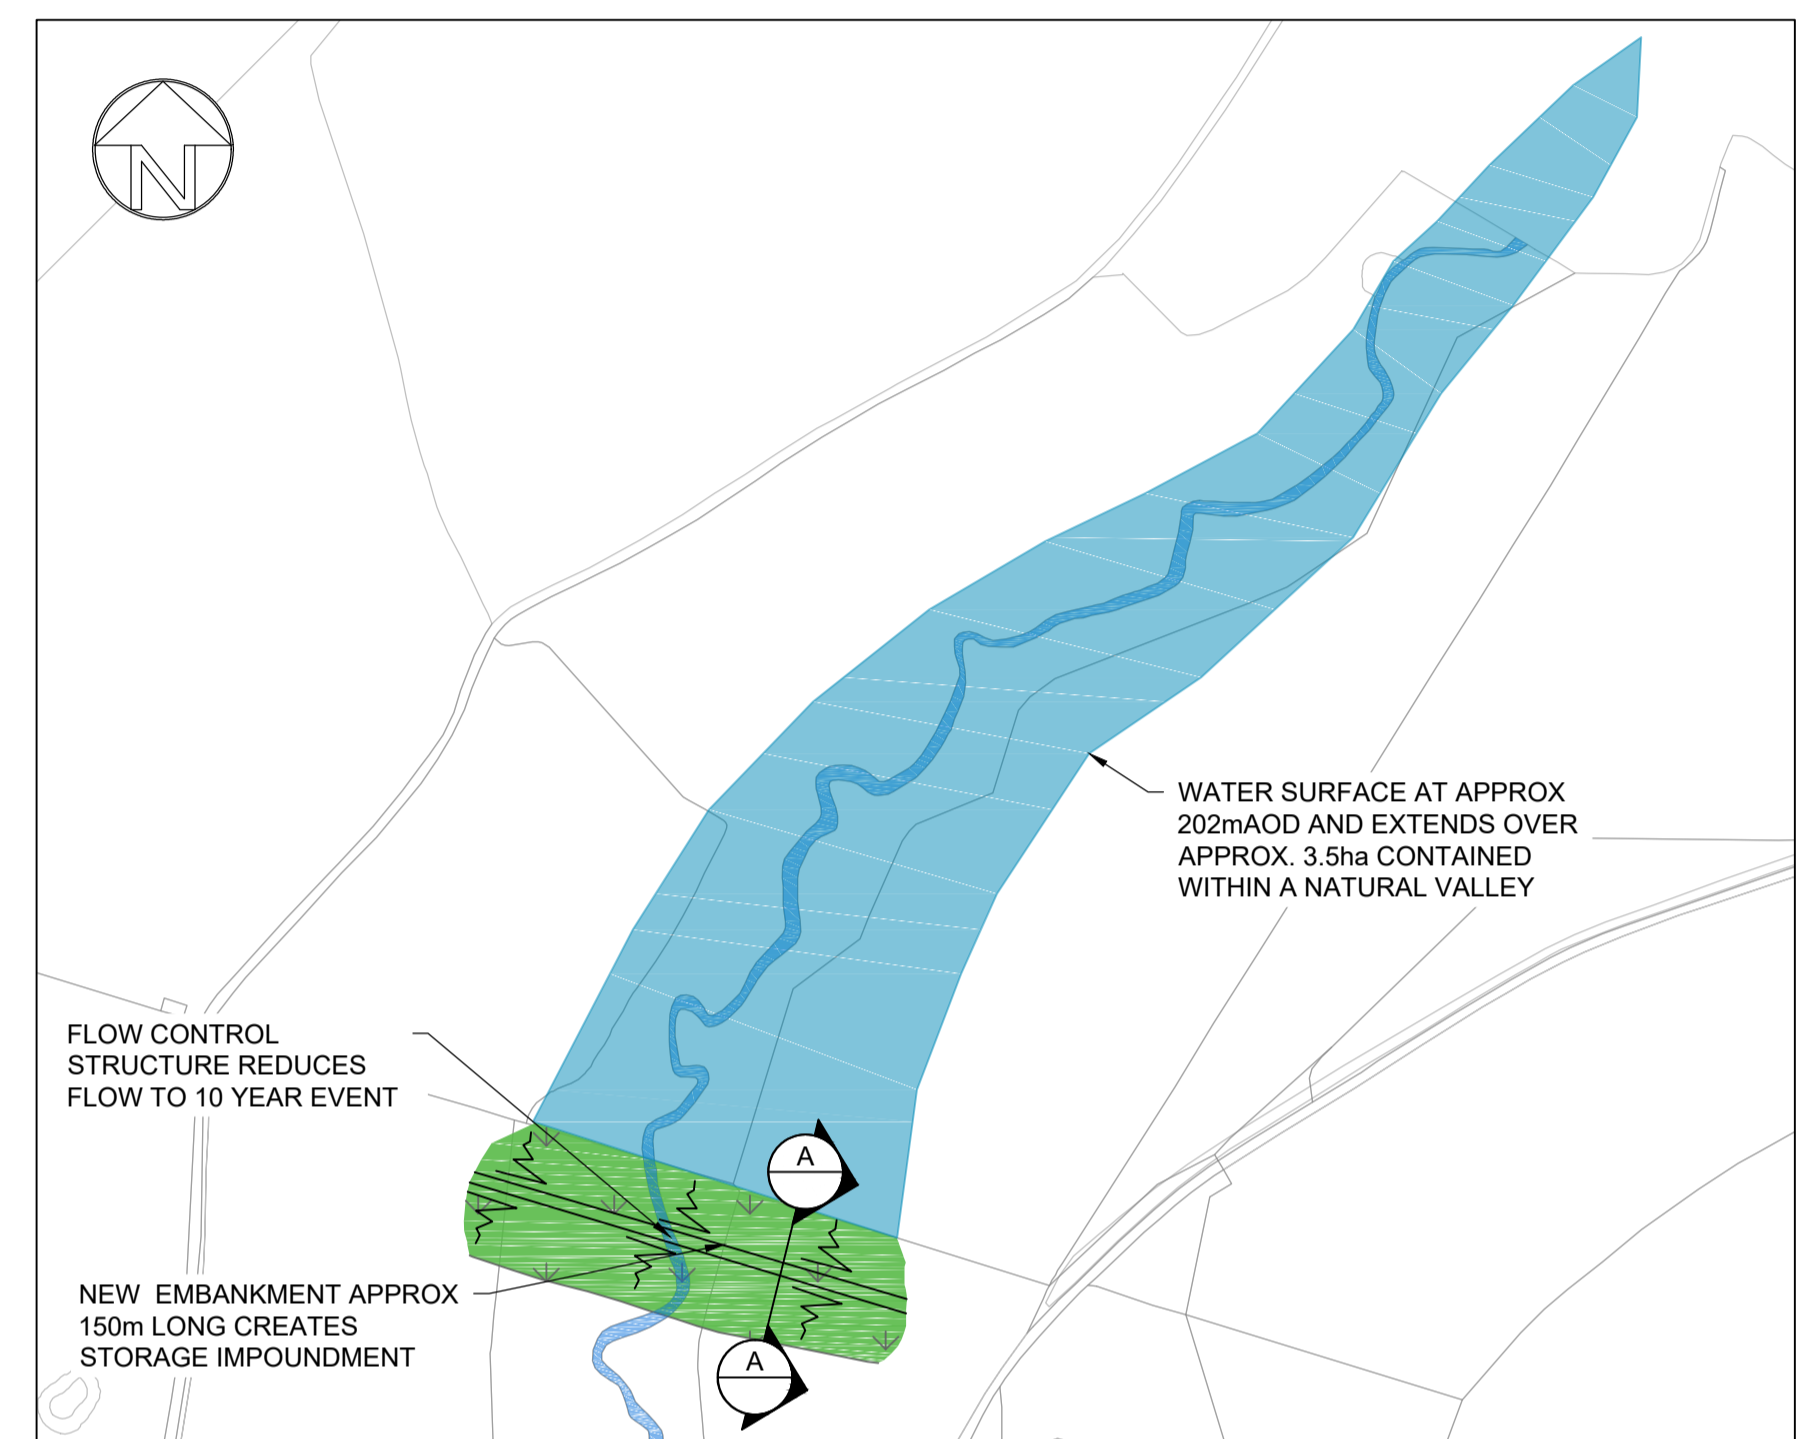 N
WATER SURFACE AT APPROX
202mAOD AND EXTENDS OVER
APPROX. 3.5ha CONTAINED
WITHIN A NATURAL VALLEY
FLOW CONTROL
STRUCTURE REDUCES
FLOW TO 10 YEAR EVENT
A
NEW  EMBANKMENT APPROX
150m LONG CREATES
STORAGE IMPOUNDMENT
A